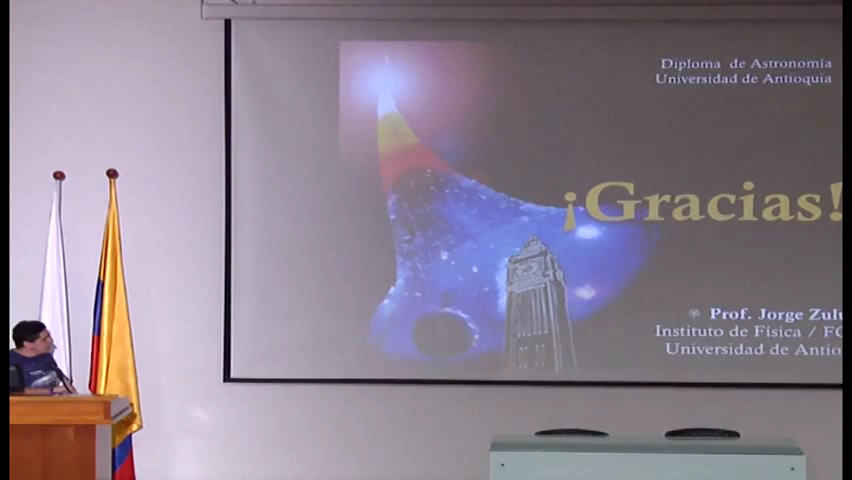 Diploma de Astronomía
Universidad de Antioquia
¡Gracias!
Prof. Jorge
Instituto de Física /
Universidad de